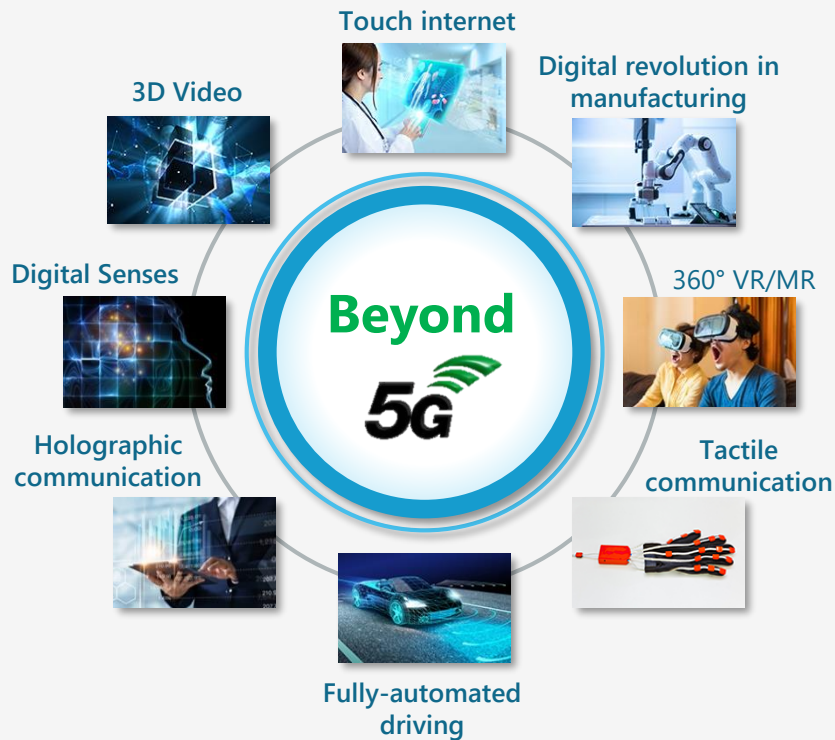 Touch internet
Digital revolution in
manufacturing
3D Video
Digital Senses
360° VR/MR
Beyond
5G
Holographic
communication
Tactile
communication
Fully-automated
driving